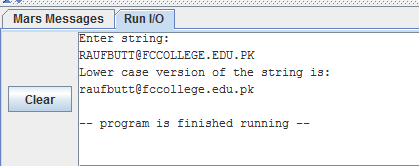 Mars Messages Run I/O
Enter string:
RAUFBUTT@FCCOLLEGE.EDU.PK
Lower case version of the string is:
raufbutt@fccollege.edu.pk
Clear
-- program is finished running --